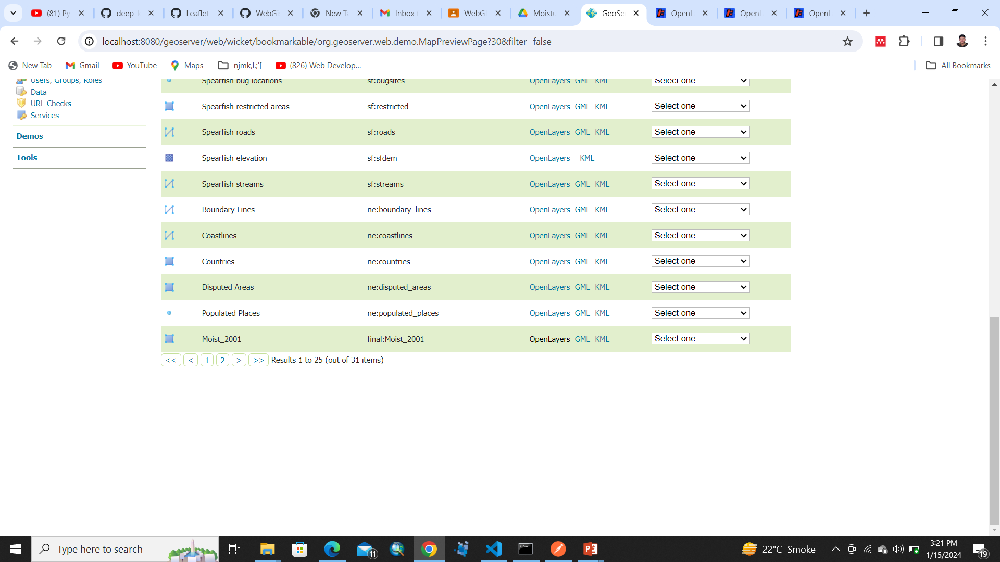 (81) Py
deep-l
Leaflet
WebGi
New Ta
Inbox (
WebGI
Moistu
GeoSe
OpenL
OpenL
OpenL
localhost:8080/geoserver/web/wicket/bookmarkable/org.geoserver.web.demo.MapPreviewPage?30&filter=false
New Tab Gmail YouTube Maps njmk,l.;'[ (826) Web Develop... All Bookmarks
Users, Groups, Roles
Data
URL Checks
Services
Demos
Tools
Spearfish bug locations sf:bugsites OpenLayers GML KML Select one
Spearfish restricted areas sf:restricted OpenLayers GML KML Select one
Spearfish roads sf:roads OpenLayers GML KML Select one
Spearfish elevation sf:sfdem OpenLayers KML Select one
Spearfish streams sf:streams OpenLayers GML KML Select one
Boundary Lines ne:boundary_lines OpenLayers GML KML Select one
Coastlines ne:coastlines OpenLayers GML KML Select one
Countries ne:countries OpenLayers GML KML Select one
Disputed Areas ne:disputed_areas OpenLayers GML KML Select one
Populated Places ne:populated_places OpenLayers GML KML Select one
Moist_2001 final:Moist_2001 OpenLayers GML KML Select one
<< < 1 2 > >> Results 1 to 25 (out of 31 items)
Type here to search
11
22°C Smoke
3:21 PM
1/15/2024
19